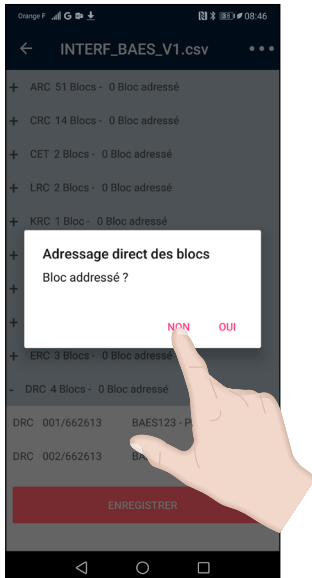 Orange F 08:46
INTERF_BAES_V1.csv
+ ARC 51 Blocs - 0 Bloc adressé
+ CRC 14 Blocs - 0 Bloc adressé
+ CET 2 Blocs - 0 Bloc adressé
+ LRC 2 Blocs - 0 Bloc adressé
+ KRC 1 Bloc - 0 Bloc adressé
+
Adressage direct des blocs
Bloc addressé ?
+
+
NON OUI
+ ERC 3 Blocs - 0 Bloc adressé
- DRC 4 Blocs - 0 Bloc adressé
DRC 001/662613 BAES123 - P
DRC 002/662613
ENREGISTRER